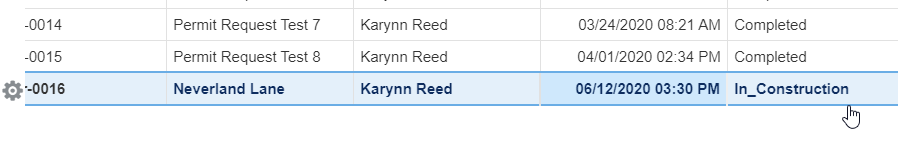 -0014 Permit Request Test 7 Karynn Reed 03/24/2020 08:21 AM Completed
-0015 Permit Request Test 8 Karynn Reed 04/01/2020 02:34 PM Completed
-0016 Neverland Lane Karynn Reed 06/12/2020 03:30 PM In_Construction